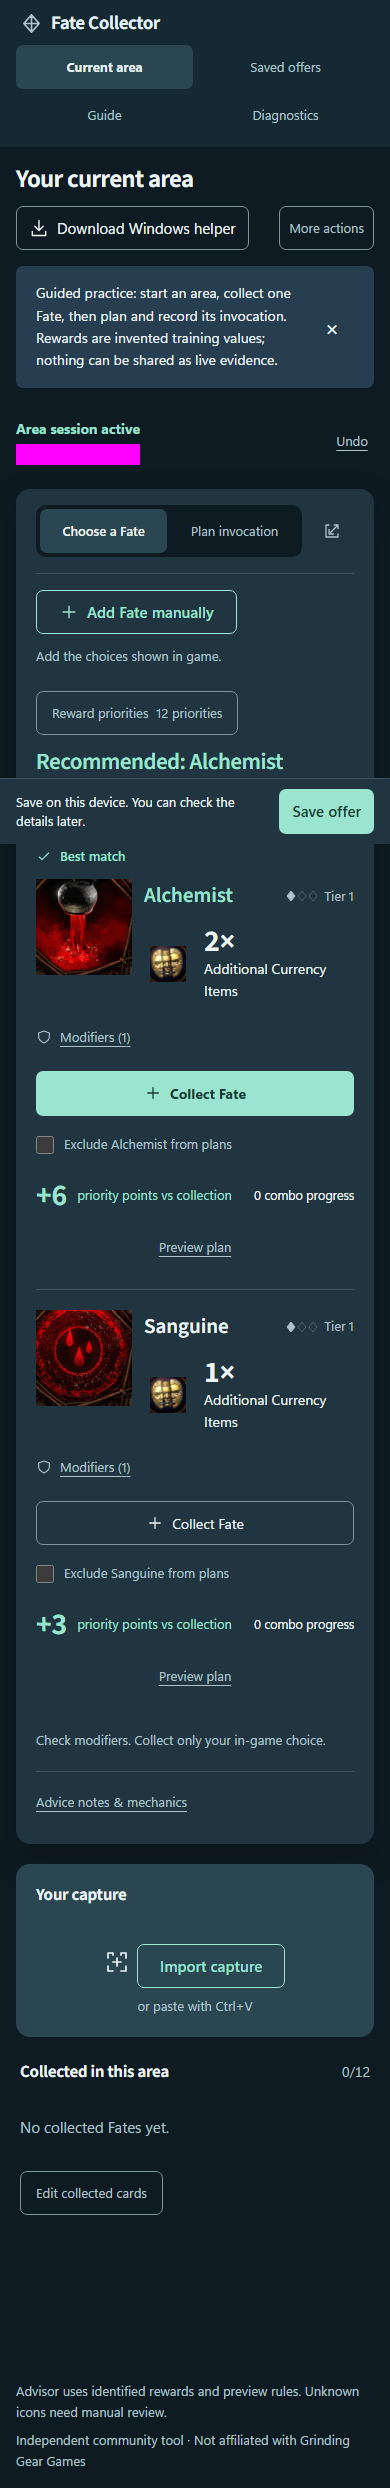 Fate Collector
Current area
Saved offers
Guide
Diagnostics
Your current area
Download Windows helper
More actions
Guided practice: start an area, collect one
Fate, then plan and record its invocation.
Rewards are invented training values;
nothing can be shared as live evidence.
Area session active
Undo
Choose a Fate
Plan invocation
Add Fate manually
Add the choices shown in game.
Reward priorities 12 priorities
Recommended: Alchemist
Save on this device. You can check the
details later.
Save offer
Best match
Alchemist
Tier 1
2×
Additional Currency
Items
Modifiers (1)
Collect Fate
Exclude Alchemist from plans
+6 priority points vs collection
0 combo progress
Preview plan
Sanguine
Tier 1
1×
Additional Currency
Items
Modifiers (1)
Collect Fate
Exclude Sanguine from plans
+3 priority points vs collection
0 combo progress
Preview plan
Check modifiers. Collect only your in-game choice.
Advice notes & mechanics
Your capture
Import capture
or paste with Ctrl+V
Collected in this area
0/12
No collected Fates yet.
Edit collected cards
Advisor uses identified rewards and preview rules. Unknown
icons need manual review.
Independent community tool · Not affiliated with Grinding
Gear Games